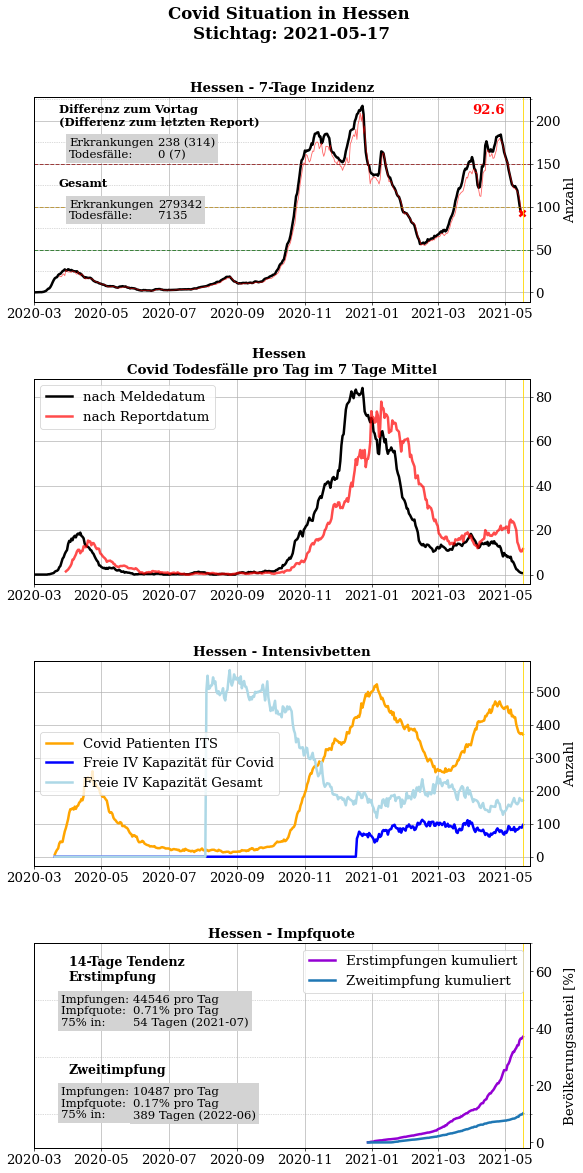 Covid Situation in Hessen
Stichtag: 2021-05-17
Hessen - 7-Tage Inzidenz
Differenz zum Vortag
(Differenz zum letzten Report)
Erkrankungen 238 (314)
Todesfälle: 0 (7)
Gesamt
Erkrankungen 279342
Todesfälle: 7135
92.6
200
150
100
50
0
Anzahl
2020-03 2020-05 2020-07 2020-09 2020-11 2021-01 2021-03 2021-05
Hessen
Covid Todesfälle pro Tag im 7 Tage Mittel
nach Meldedatum
nach Reportdatum
80
60
40
20
0
2020-03 2020-05 2020-07 2020-09 2020-11 2021-01 2021-03 2021-05
Hessen - Intensivbetten
Covid Patienten ITS
Freie IV Kapazität für Covid
Freie IV Kapazität Gesamt
500
400
300
200
100
0
Anzahl
2020-03 2020-05 2020-07 2020-09 2020-11 2021-01 2021-03 2021-05
Hessen - Impfquote
14-Tage Tendenz
Erstimpfung
Impfungen: 44546 pro Tag
Impfquote: 0.71% pro Tag
75% in: 54 Tagen (2021-07)
Zweitimpfung
Impfungen: 10487 pro Tag
Impfquote: 0.17% pro Tag
75% in: 389 Tagen (2022-06)
Erstimpfungen kumuliert
Zweitimpfung kumuliert
60
40
20
0
Bevölkerungsanteil [%]
2020-03 2020-05 2020-07 2020-09 2020-11 2021-01 2021-03 2021-05